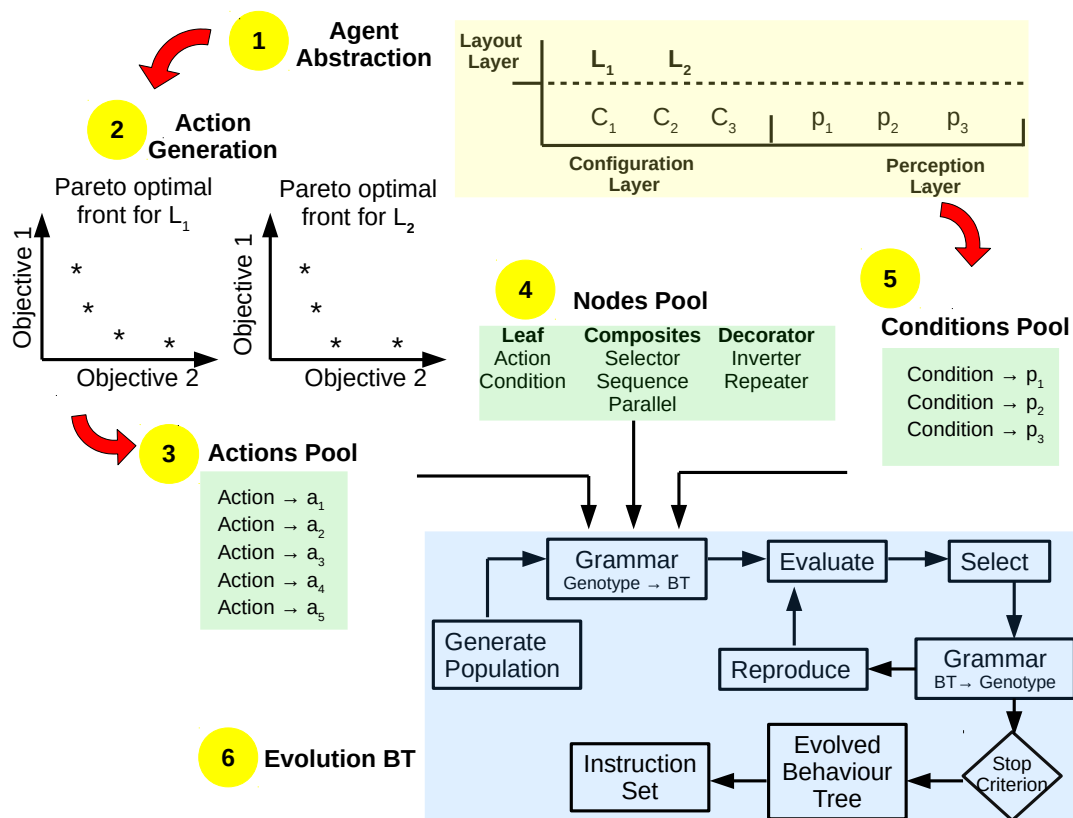 1
Agent
Abstraction
Layout
Layer
L1 L2
C1 C2 C3 p1 p2 p3
Configuration
Layer
Perception
Layer
2
Action
Generation
Pareto optimal
front for L1
Objective 1
* * * *
Objective 2
Pareto optimal
front for L2
Objective 1
* * * *
Objective 2
3
Actions Pool
Action → a1
Action → a2
Action → a3
Action → a4
Action → a5
4
Nodes Pool
Leaf Composites Decorator
Action Selector Inverter
Condition Sequence Repeater
Parallel
5
Conditions Pool
Condition → p1
Condition → p2
Condition → p3
6
Evolution BT
Generate
Population
Grammar
Genotype → BT
Evaluate
Select
Reproduce
Grammar
BT→ Genotype
Stop
Criterion
Evolved
Behaviour
Tree
Instruction
Set